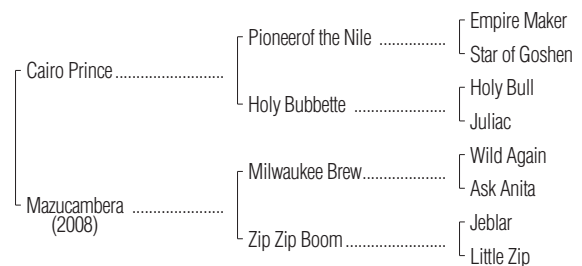 Cairo Prince
Pioneerof the Nile
Empire Maker
Star of Goshen
Holy Bubbette
Holy Bull
Juliac
Mazucambera
(2008)
Milwaukee Brew
Wild Again
Ask Anita
Zip Zip Boom
Jeblar
Little Zip